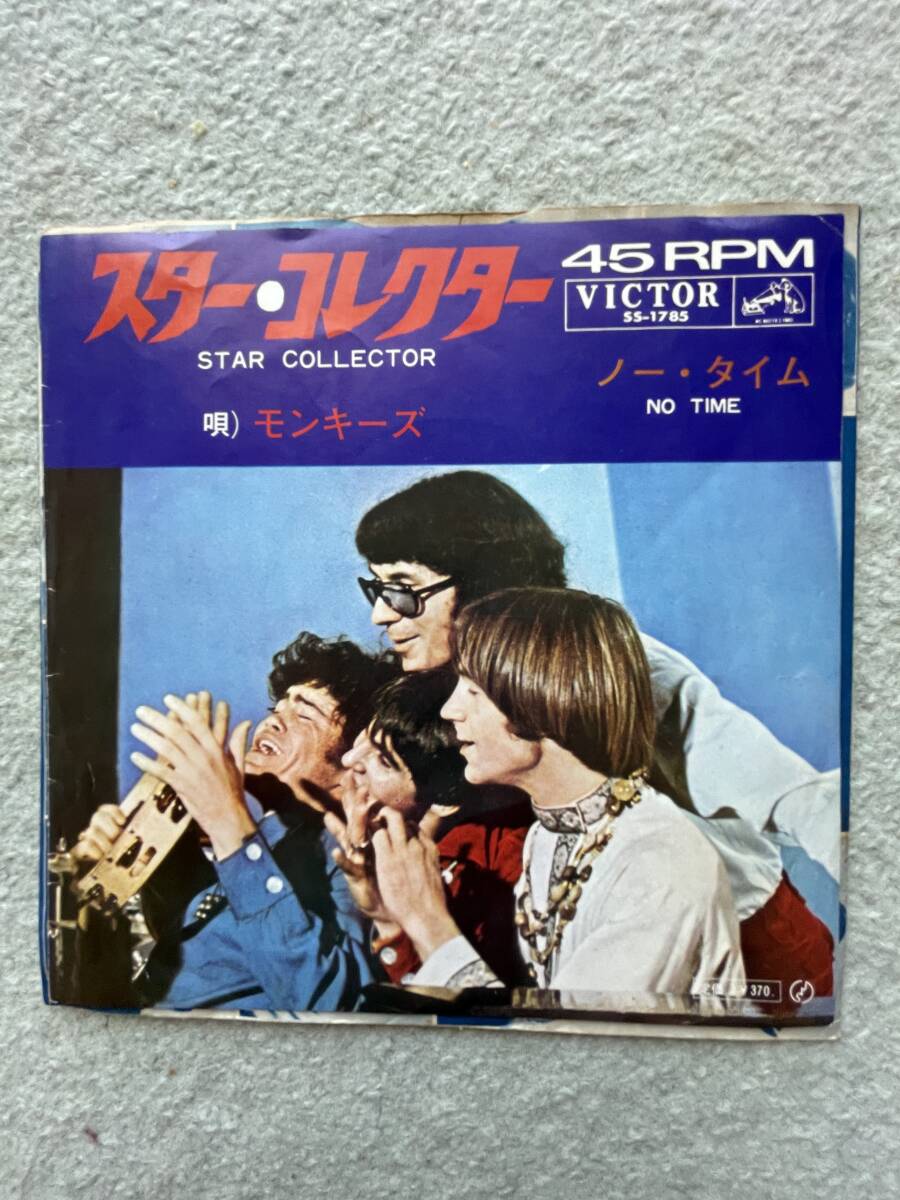 スター・コレクター
STAR COLLECTOR
唄) モンキーズ
45 RPM
VICTOR
SS-1785
ノー・タイム
NO TIME
¥370.